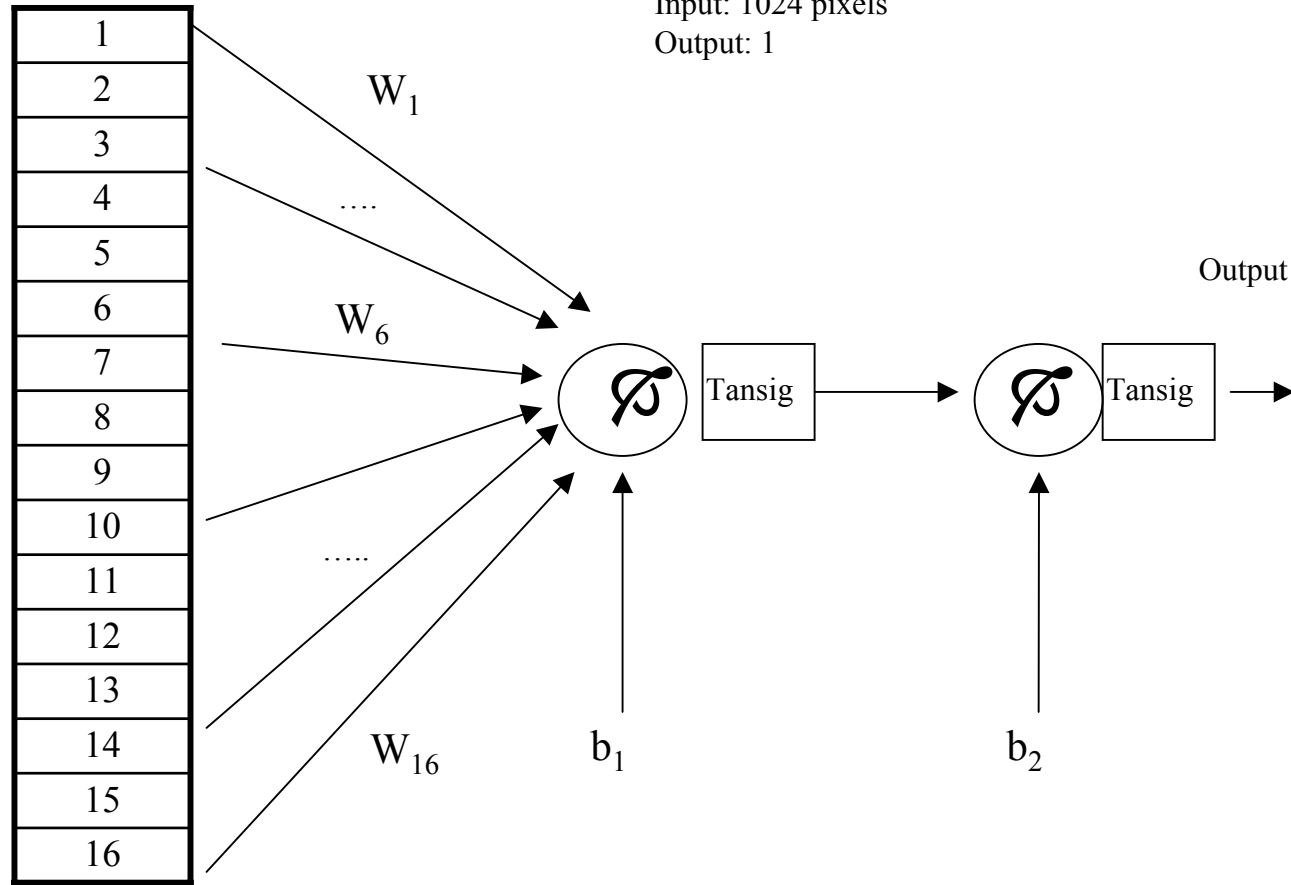 Input: 1024 pixels
Output: 1
1
2
3
4
5
6
7
8
9
10
11
12
13
14
15
16
W1
....
W6
.....
W16
Tansig
Tansig
Output
b1
b2